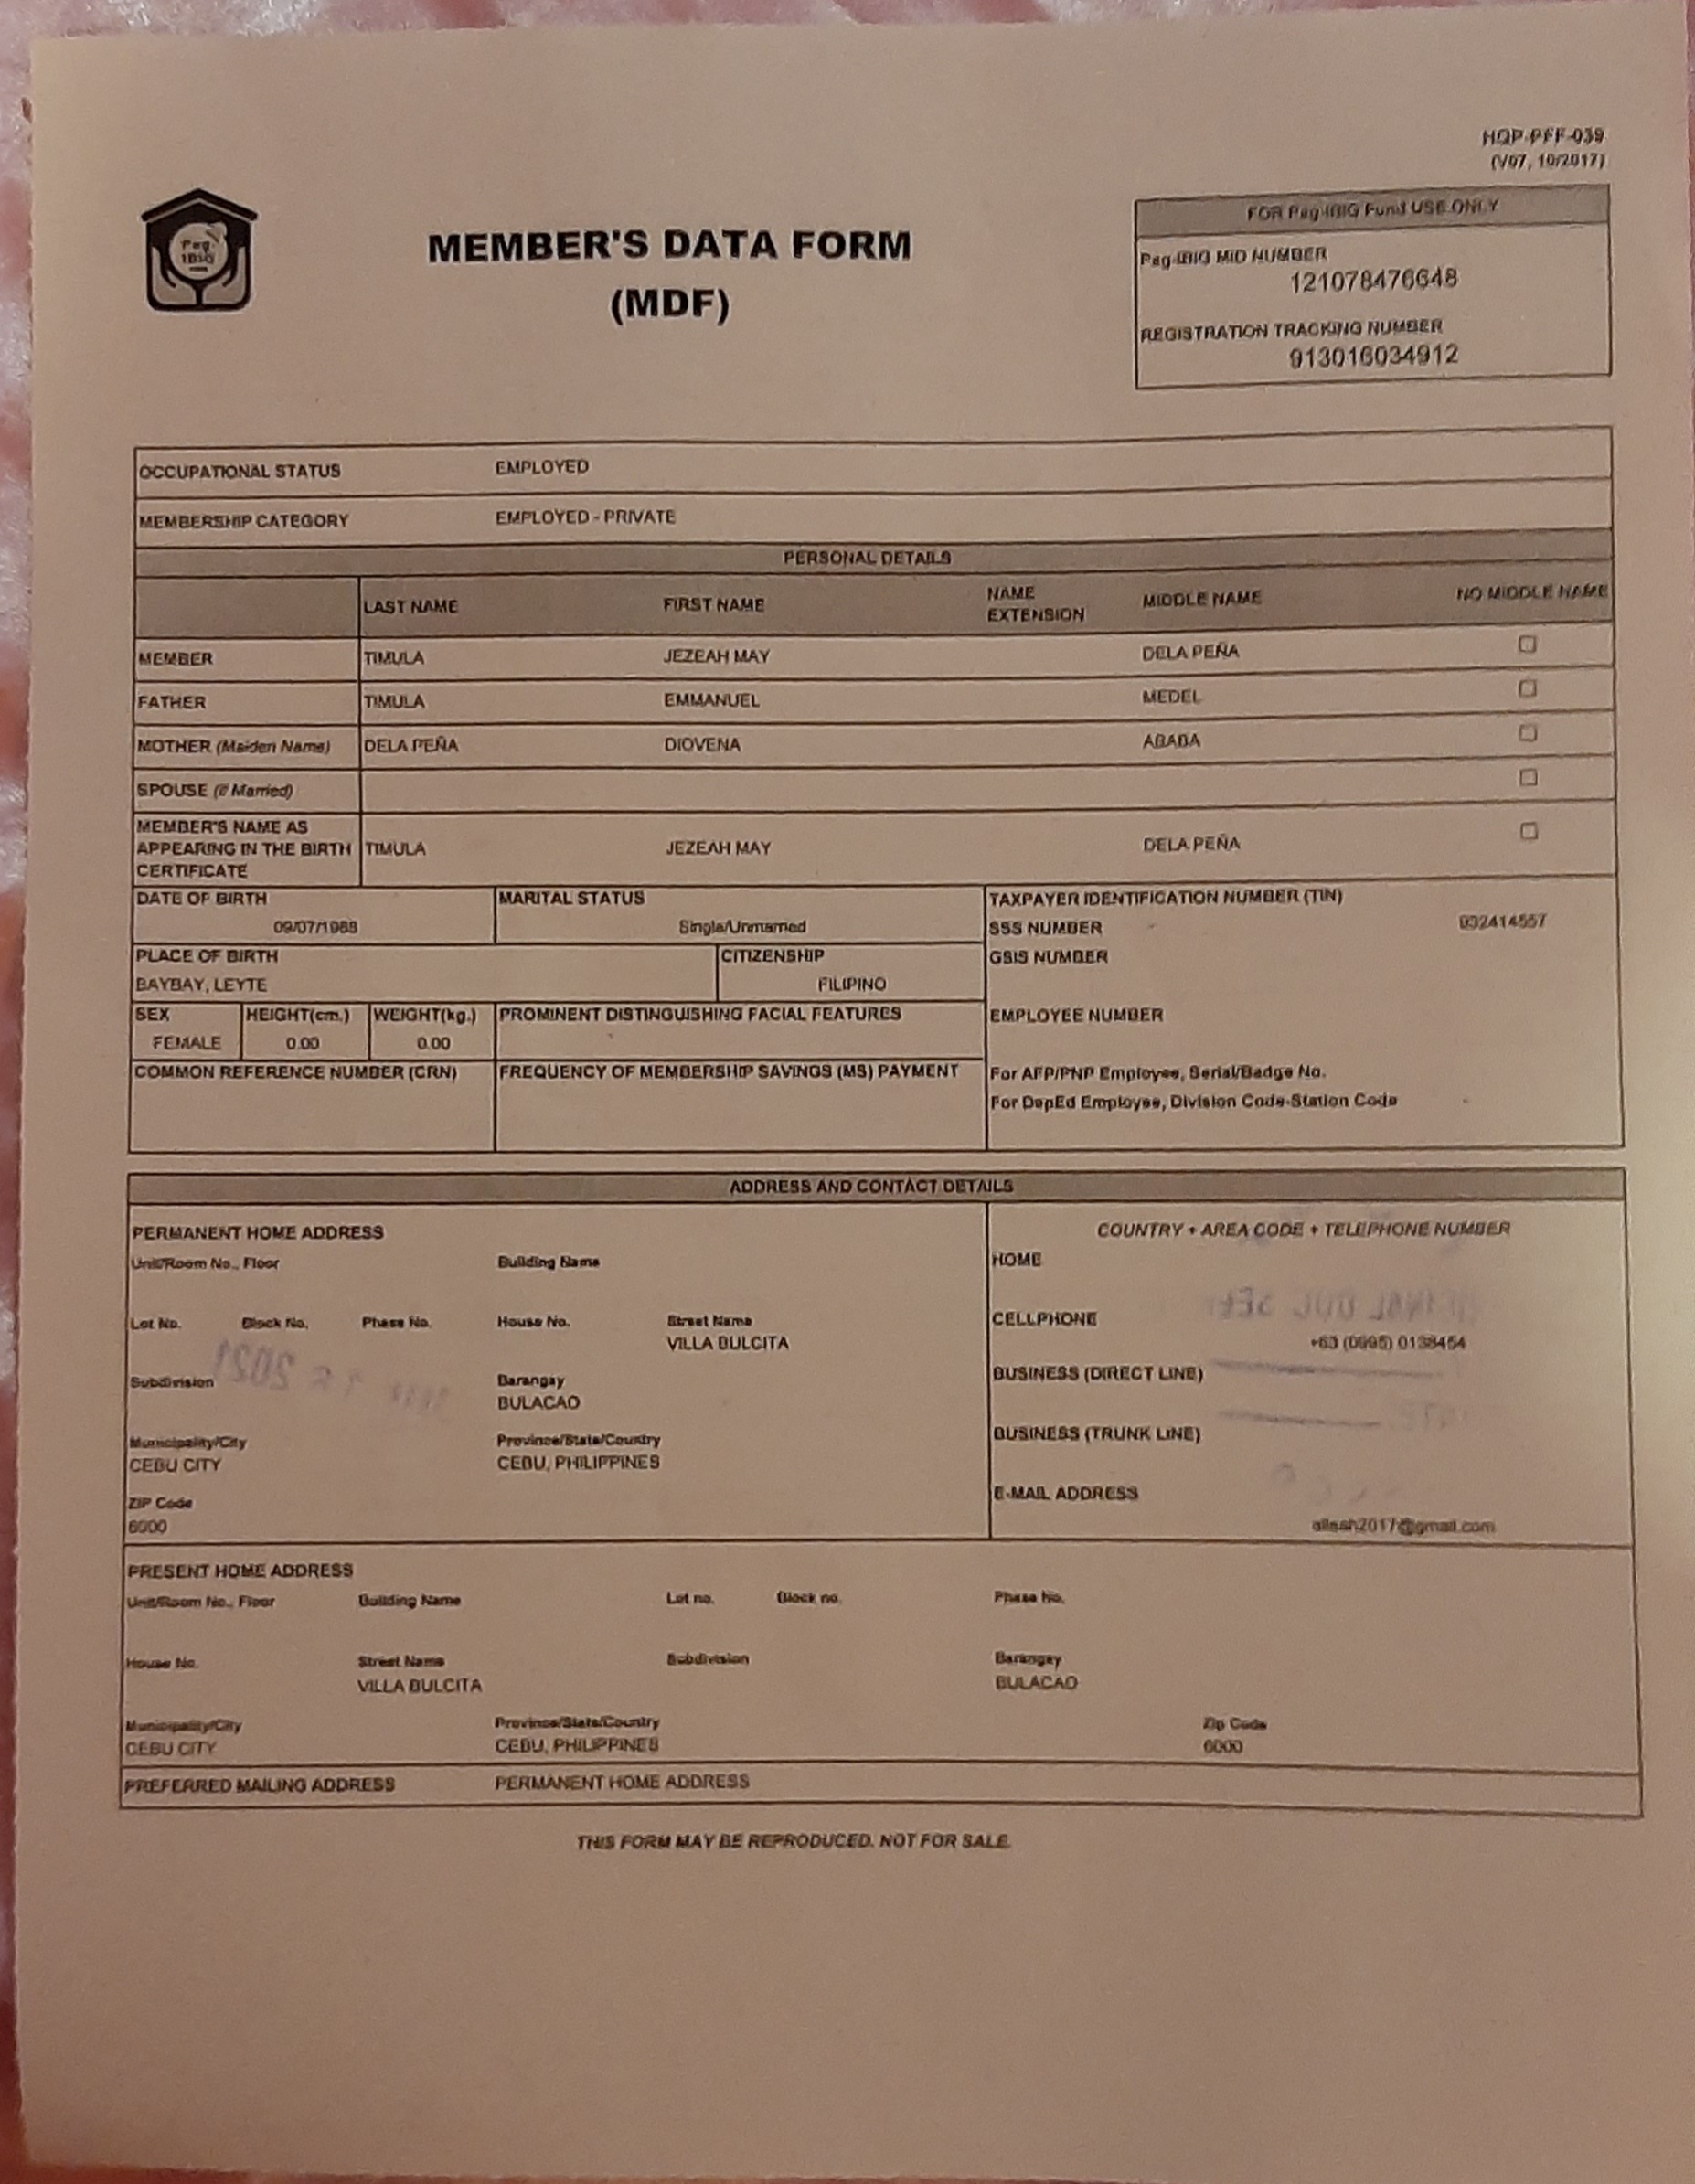 HQP-PFF-039
(V07, 10/2017)
Pag-IBIG
MEMBER'S DATA FORM
(MDF)
FOR Pag-IBIG Fund USE ONLY
Pag-IBIG MID NUMBER
121078476648
REGISTRATION TRACKING NUMBER
913016034912
OCCUPATIONAL STATUS EMPLOYED
MEMBERSHIP CATEGORY EMPLOYED - PRIVATE
PERSONAL DETAILS
LAST NAME FIRST NAME NAME EXTENSION MIDDLE NAME NO MIDDLE NAME
MEMBER TIMULA JEZEAH MAY DELA PEÑA
FATHER TIMULA EMMANUEL MEDEL
MOTHER (Maiden Name) DELA PEÑA DIOVENA ABABA
SPOUSE (if Married)
MEMBER'S NAME AS
APPEARING IN THE BIRTH TIMULA JEZEAH MAY DELA PEÑA
CERTIFICATE
DATE OF BIRTH MARITAL STATUS TAXPAYER IDENTIFICATION NUMBER (TIN)
Single/Unmarried SSS NUMBER
PLACE OF BIRTH CITIZENSHIP GSIS NUMBER
BAYBAY, LEYTE FILIPINO
SEX HEIGHT(cm.) WEIGHT(kg.) PROMINENT DISTINGUISHING FACIAL FEATURES EMPLOYEE NUMBER
FEMALE 0.00 0.00
COMMON REFERENCE NUMBER (CRN) FREQUENCY OF MEMBERSHIP SAVINGS (MS) PAYMENT For AFP/PNP Employee, Serial/Badge No.
For DepEd Employee, Division Code-Station Code
ADDRESS AND CONTACT DETAILS
PERMANENT HOME ADDRESS COUNTRY + AREA CODE + TELEPHONE NUMBER
Unit/Room No., Floor Building Name HOME
Lot No. Block No. Phase No. House No. Street Name CELLPHONE
VILLA BULCITA +63 (0995) 0138454
Subdivision Barangay BUSINESS (DIRECT LINE)
BULACAO
Municipality/City Province/State/Country BUSINESS (TRUNK LINE)
CEBU CITY CEBU, PHILIPPINES
ZIP Code E-MAIL ADDRESS
6000
PRESENT HOME ADDRESS
Unit/Room No., Floor Building Name Lot no. Block no. Phase No.
House No. Street Name Subdivision Barangay
VILLA BULCITA BULACAO
Municipality/City Province/State/Country Zip Code
CEBU CITY CEBU, PHILIPPINES 6000
PREFERRED MAILING ADDRESS PERMANENT HOME ADDRESS
THIS FORM MAY BE REPRODUCED. NOT FOR SALE.